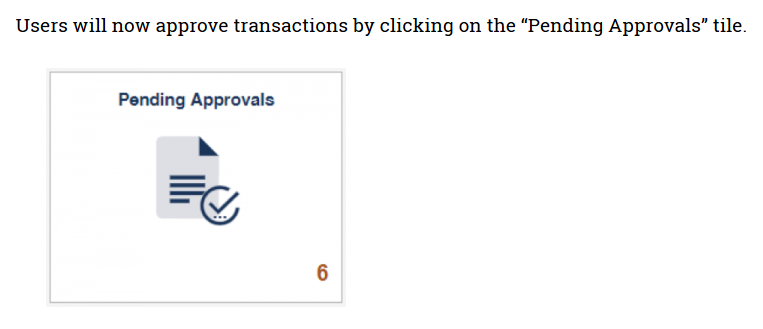 Users will now approve transactions by clicking on the “Pending Approvals” tile.
Pending Approvals
6